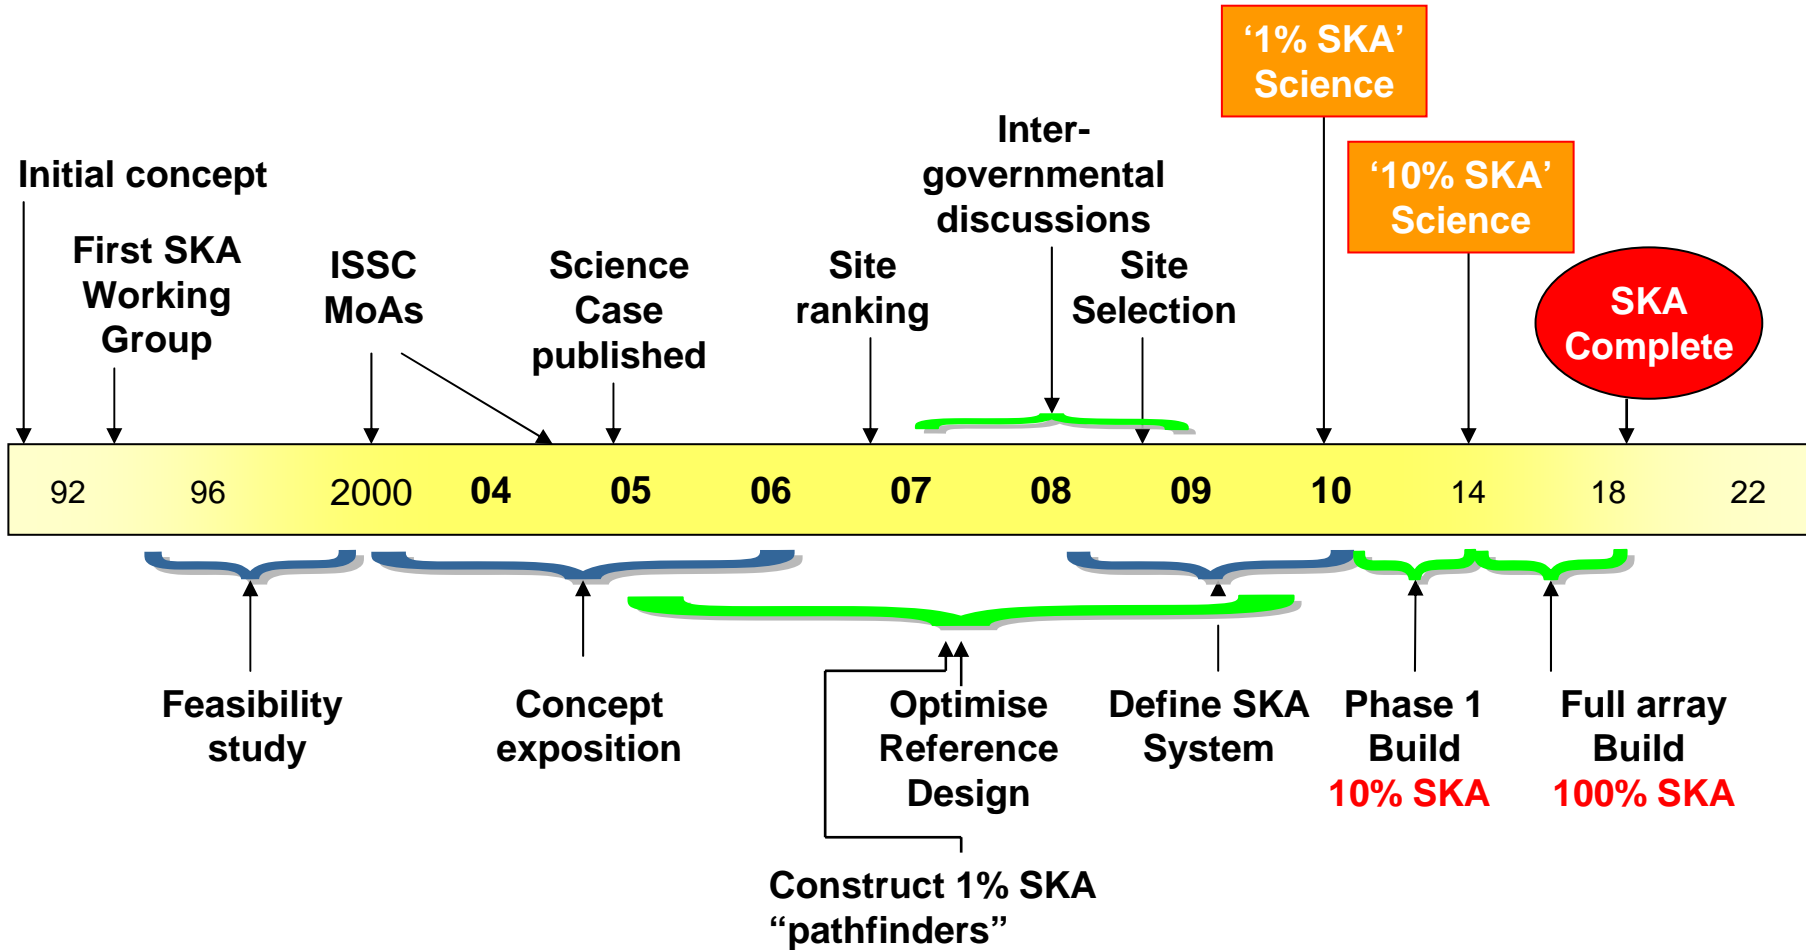 ‘1% SKA’
Science
Inter-
governmental
discussions
‘10% SKA’
Science
Initial concept
First SKA
Working
Group
ISSC
MoAs
Science
Case
published
Site
ranking
Site
Selection
SKA
Complete
92 96 2000 04 05 06 07 08 09 10 14 18 22
Feasibility
study
Concept
exposition
Optimise
Reference
Design
Define SKA
System
Phase 1
Build
10% SKA
Full array
Build
100% SKA
Construct 1% SKA
“pathfinders”